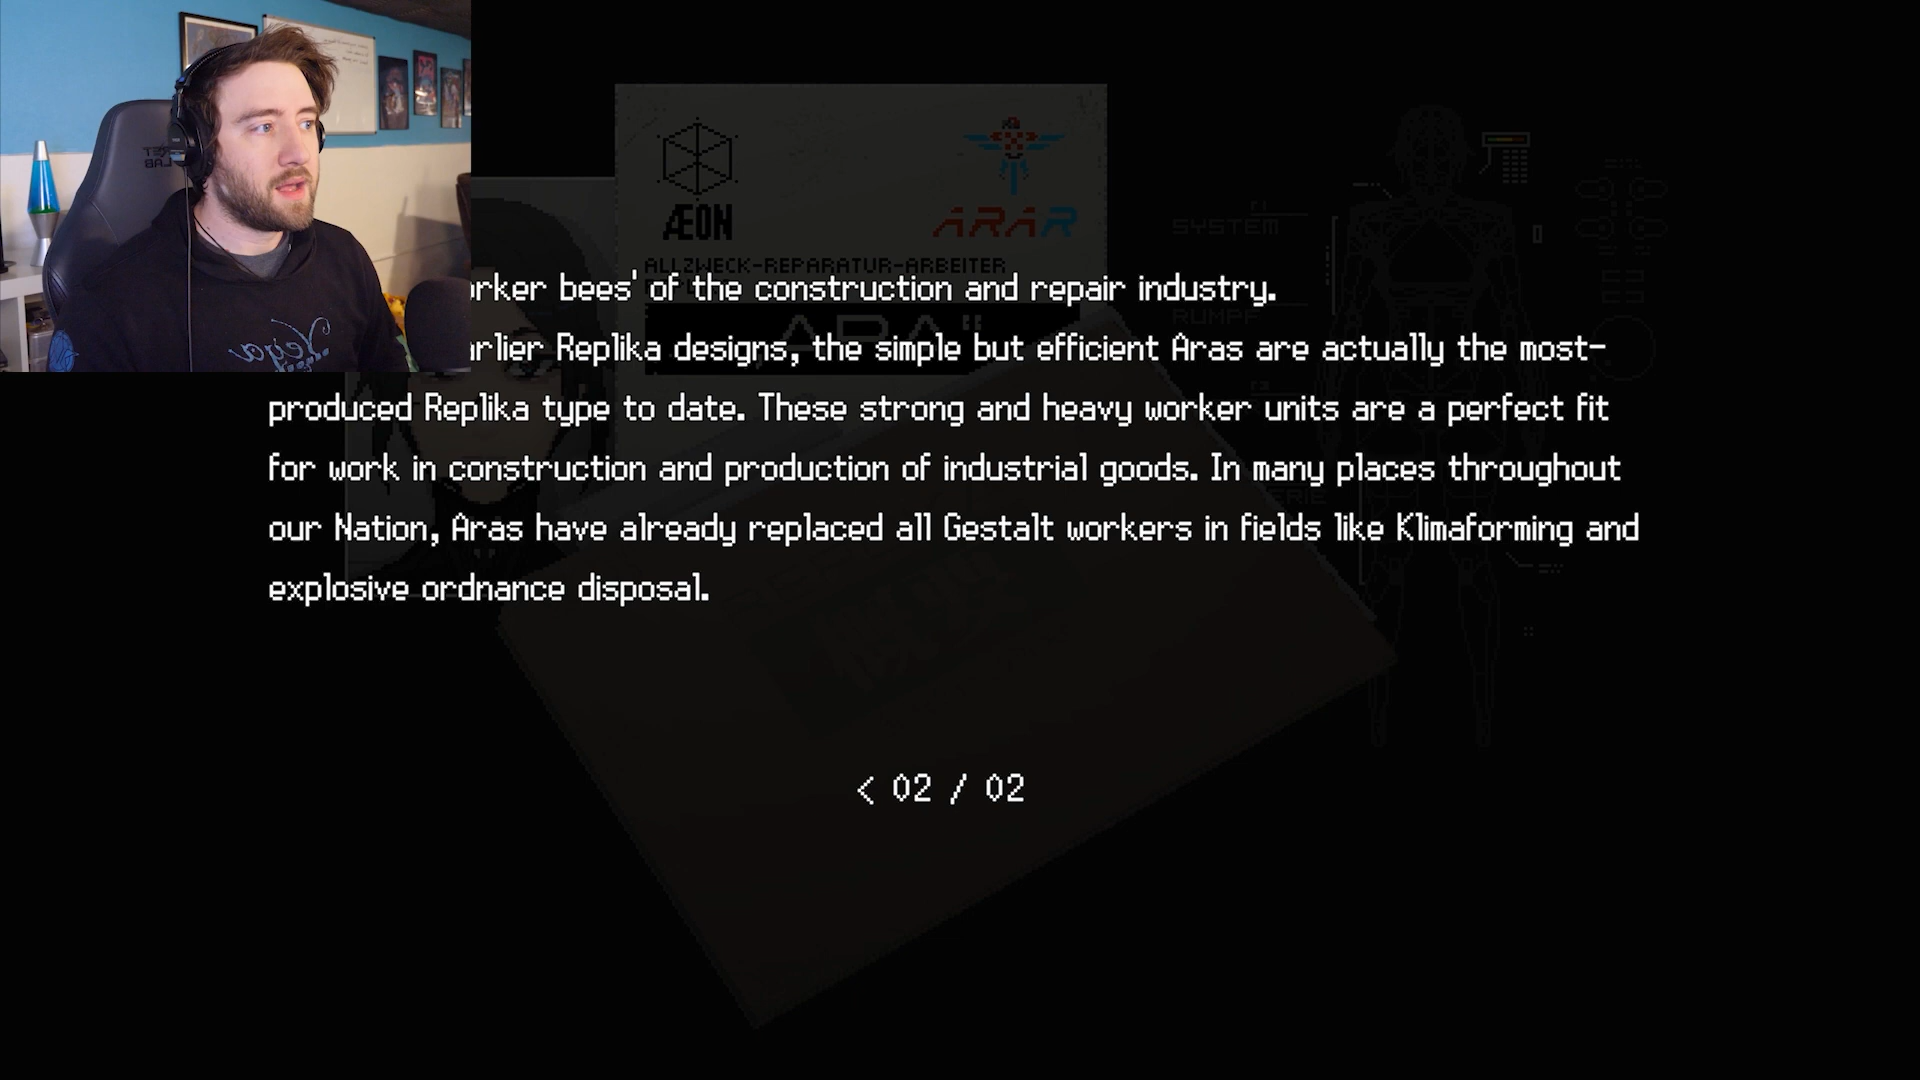 ÆON
ARAR
ALLZWECK-REPARATUR-ARBEITER
SYSTEM
RUMPF
bees' of the construction and repair industry.
Replika designs, the simple but efficient Aras are actually the most-
produced Replika type to date. These strong and heavy worker units are a perfect fit
for work in construction and production of industrial goods. In many places throughout
our Nation, Aras have already replaced all Gestalt workers in fields like Klimaforming and
explosive ordnance disposal.
< 02 / 02